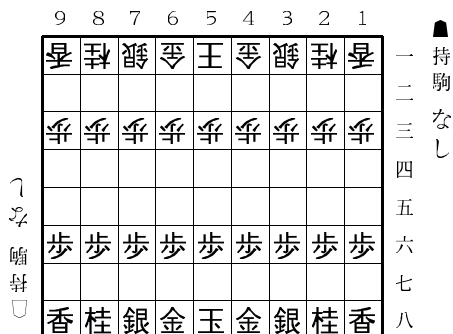 9 8 7 6 5 4 3 2 1
香 桂 銀 金 王 金 銀 桂 香 一
二
歩 歩 歩 歩 歩 歩 歩 歩 歩 三
四
五
歩 歩 歩 歩 歩 歩 歩 歩 歩 六
七
香 桂 銀 金 玉 金 銀 桂 香 八
☗持駒 なし
☖持駒 なし